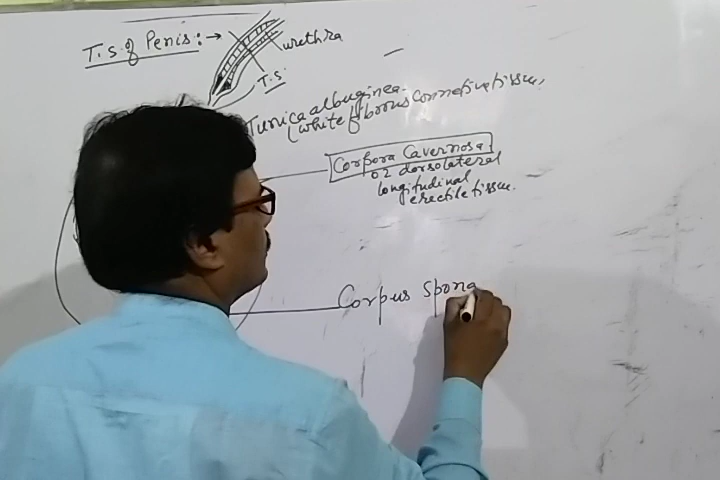 T.S. of Penis: →
urethra
T.S.
Tunica albuginea.
(white fibrous connective tissue,
Corpora Cavernosa
02 dorsolateral
longitudinal
erectile tissue.
Corpus Spong